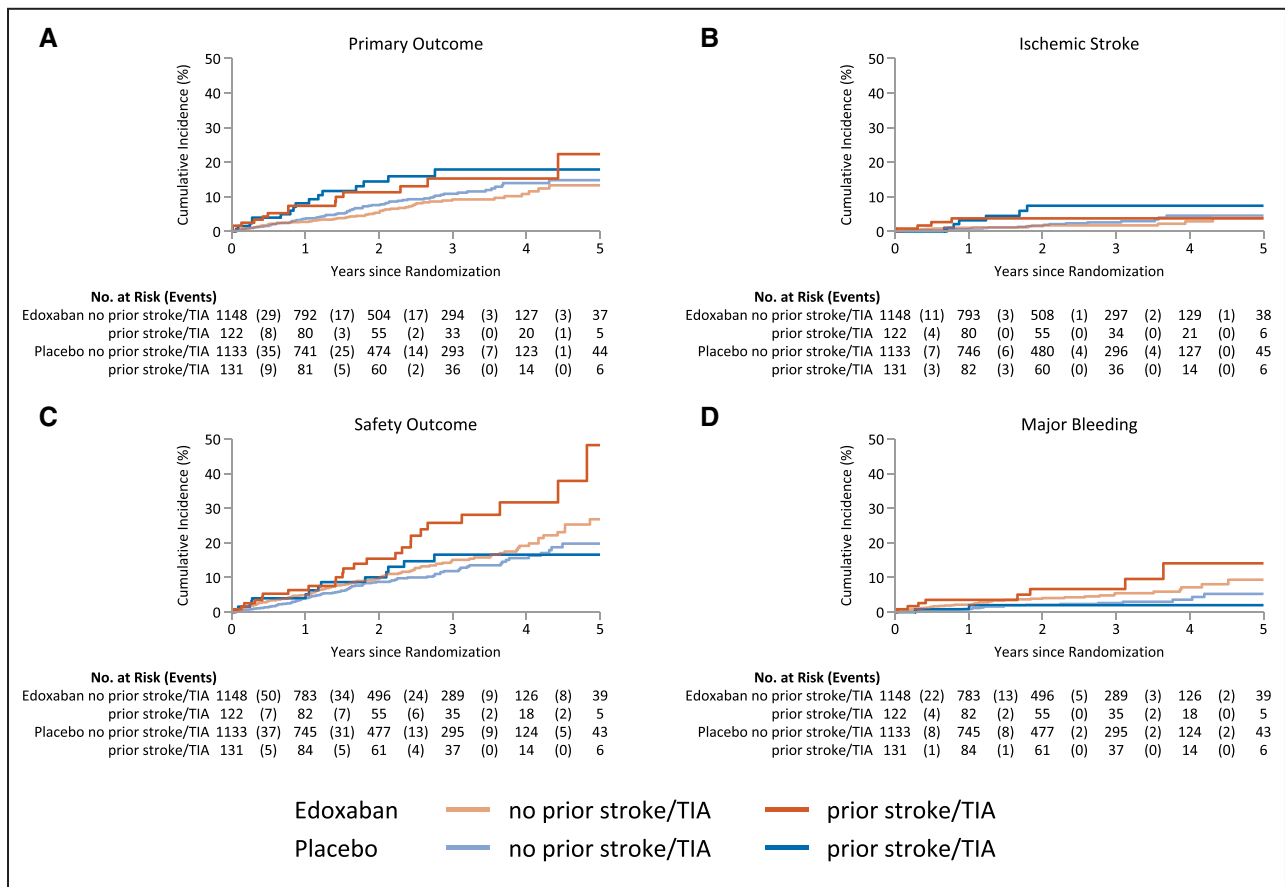 A
Primary Outcome
Cumulative Incidence (%)
50
40
30
20
10
0
0 1 2 3 4 5
Years since Randomization
No. at Risk (Events)
Edoxaban no prior stroke/TIA 1148 (29) 792 (17) 504 (17) 294 (3) 127 (3) 37
prior stroke/TIA 122 (8) 80 (3) 55 (2) 33 (0) 20 (1) 5
Placebo no prior stroke/TIA 1133 (35) 741 (25) 474 (14) 293 (7) 123 (1) 44
prior stroke/TIA 131 (9) 81 (5) 60 (2) 36 (0) 14 (0) 6
B
Ischemic Stroke
Cumulative Incidence (%)
50
40
30
20
10
0
0 1 2 3 4 5
Years since Randomization
No. at Risk (Events)
Edoxaban no prior stroke/TIA 1148 (11) 793 (3) 508 (1) 297 (2) 129 (1) 38
prior stroke/TIA 122 (4) 80 (0) 55 (0) 34 (0) 21 (0) 6
Placebo no prior stroke/TIA 1133 (7) 746 (6) 480 (4) 296 (4) 127 (0) 45
prior stroke/TIA 131 (3) 82 (3) 60 (0) 36 (0) 14 (0) 6
C
Safety Outcome
Cumulative Incidence (%)
50
40
30
20
10
0
0 1 2 3 4 5
Years since Randomization
No. at Risk (Events)
Edoxaban no prior stroke/TIA 1148 (50) 783 (34) 496 (24) 289 (9) 126 (8) 39
prior stroke/TIA 122 (7) 82 (7) 55 (6) 35 (2) 18 (2) 5
Placebo no prior stroke/TIA 1133 (37) 745 (31) 477 (13) 295 (9) 124 (5) 43
prior stroke/TIA 131 (5) 84 (5) 61 (4) 37 (0) 14 (0) 6
D
Major Bleeding
Cumulative Incidence (%)
50
40
30
20
10
0
0 1 2 3 4 5
Years since Randomization
No. at Risk (Events)
Edoxaban no prior stroke/TIA 1148 (22) 783 (13) 496 (5) 289 (3) 126 (2) 39
prior stroke/TIA 122 (4) 82 (2) 55 (0) 35 (2) 18 (0) 5
Placebo no prior stroke/TIA 1133 (8) 745 (8) 477 (2) 295 (2) 124 (2) 43
prior stroke/TIA 131 (1) 84 (1) 61 (0) 37 (0) 14 (0) 6
Edoxaban no prior stroke/TIA prior stroke/TIA
Placebo no prior stroke/TIA prior stroke/TIA